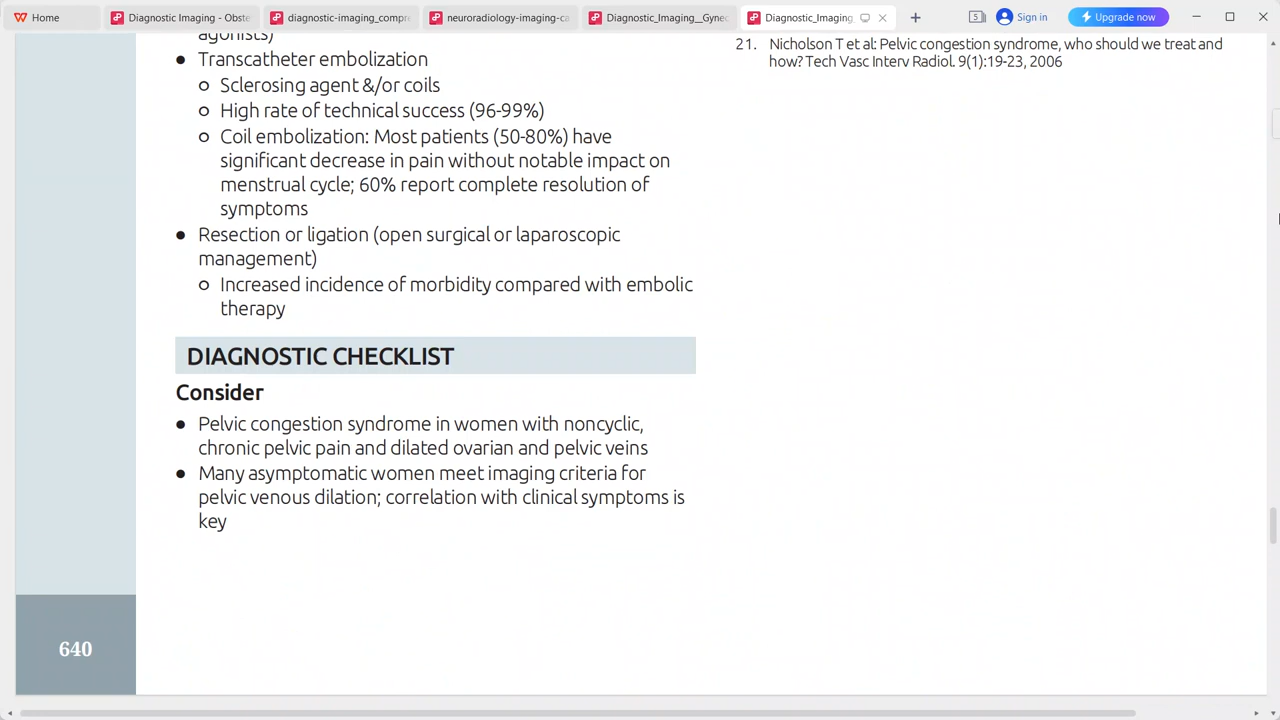 Home
Diagnostic Imaging - Obste
diagnostic-imaging_compre
neuroradiology-imaging-ca
Diagnostic_Imaging__Gynec
Diagnostic_Imaging_
5
Sign in
Upgrade now
agonists)
● Transcatheter embolization
o Sclerosing agent &/or coils
o High rate of technical success (96-99%)
o Coil embolization: Most patients (50-80%) have
significant decrease in pain without notable impact on
menstrual cycle; 60% report complete resolution of
symptoms
● Resection or ligation (open surgical or laparoscopic
management)
o Increased incidence of morbidity compared with embolic
therapy
DIAGNOSTIC CHECKLIST
Consider
● Pelvic congestion syndrome in women with noncyclic,
chronic pelvic pain and dilated ovarian and pelvic veins
● Many asymptomatic women meet imaging criteria for
pelvic venous dilation; correlation with clinical symptoms is
key
640
21. Nicholson T et al: Pelvic congestion syndrome, who should we treat and
how? Tech Vasc Interv Radiol. 9(1):19-23, 2006